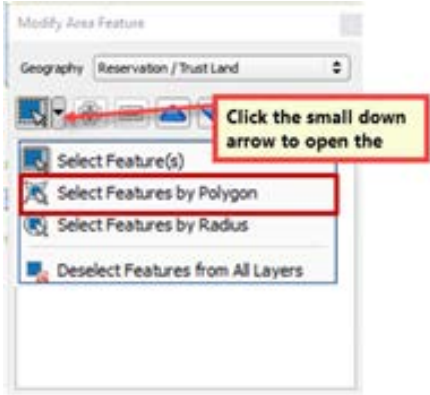 Modify Area Feature
Geography Reservation / Trust Land
Click the small down
arrow to open the
Select Feature(s)
Select Features by Polygon
Select Features by Radius
Deselect Features from All Layers